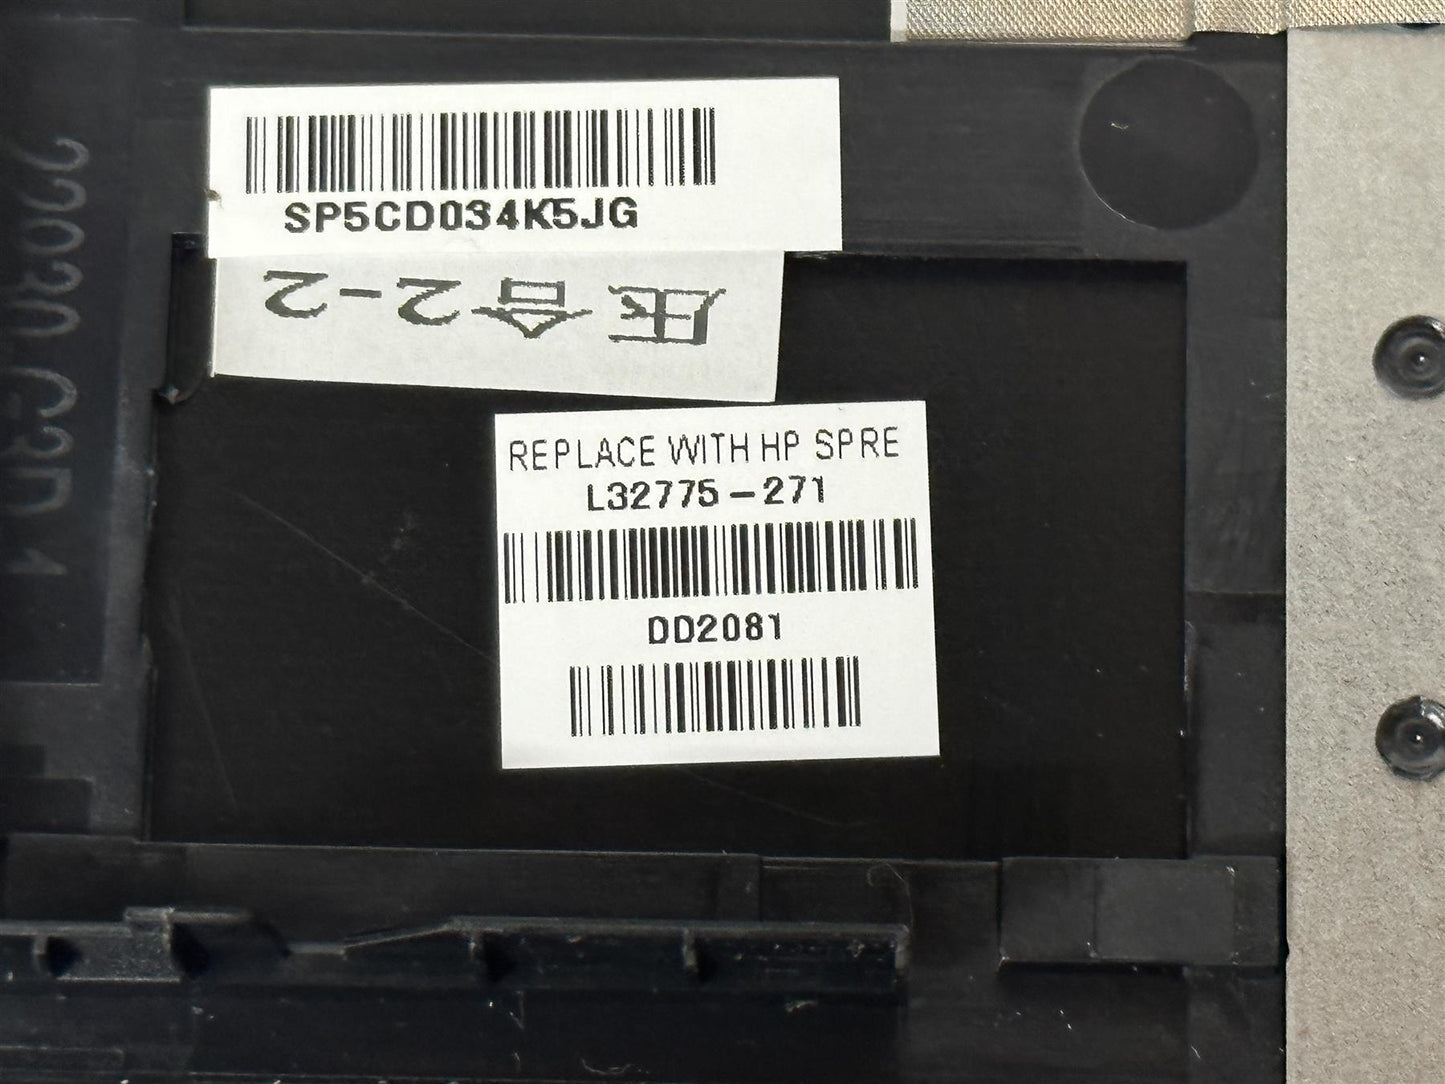 SP5CD034K5JG
压合2-2
REPLACE WITH HP SPRE
L32775-271
DD2081